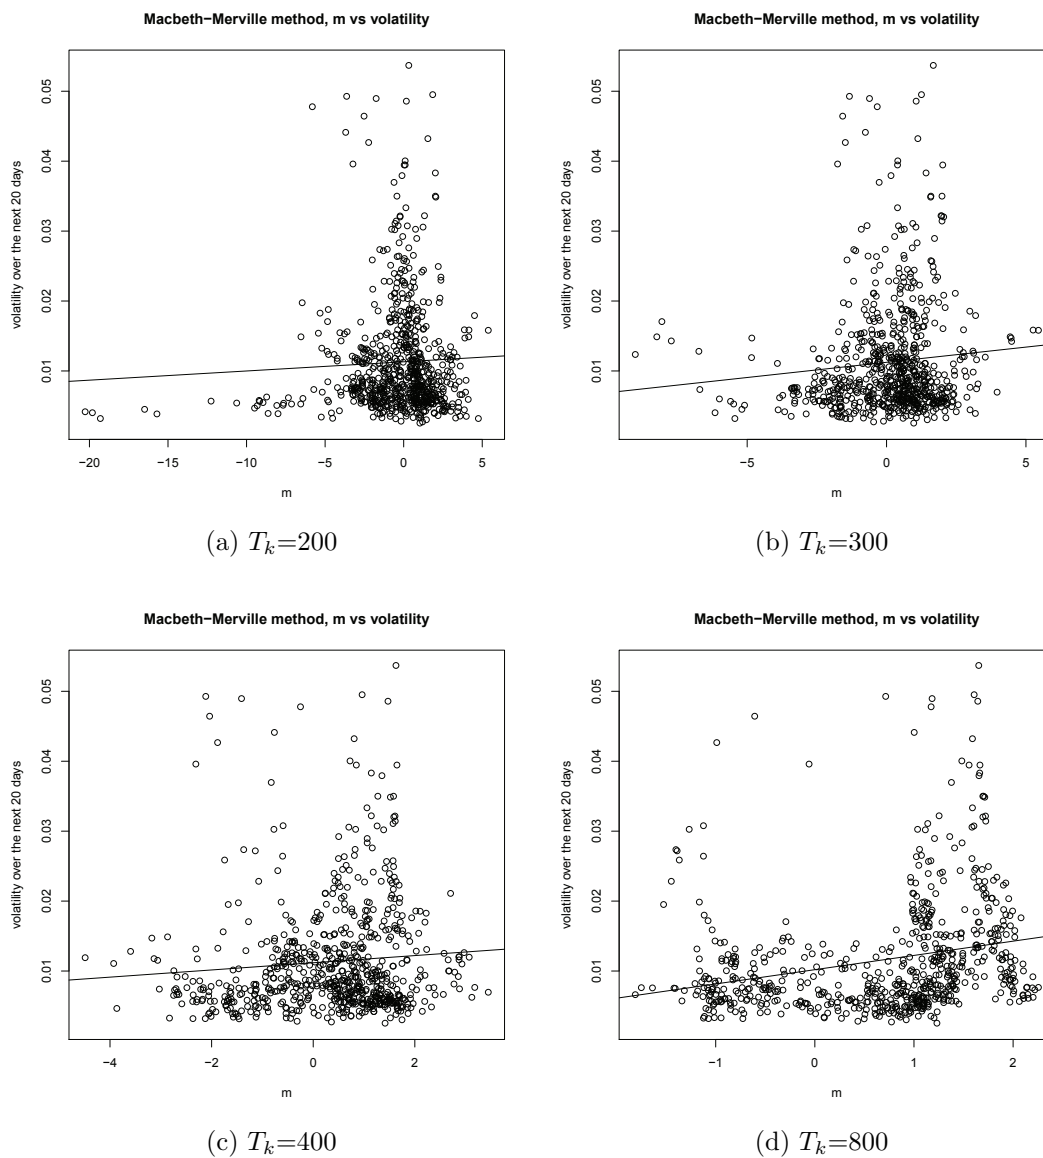 Macbeth−Merville method, m vs volatility
Macbeth−Merville method, m vs volatility
volatility over the next 20 days
0.01 0.02 0.03 0.04 0.05
−20 −15 −10 −5 0 5
m
volatility over the next 20 days
0.01 0.02 0.03 0.04 0.05
−5 0 5
m
(a) T_k=200
(b) T_k=300
Macbeth−Merville method, m vs volatility
Macbeth−Merville method, m vs volatility
volatility over the next 20 days
0.01 0.02 0.03 0.04 0.05
−4 −2 0 2
m
volatility over the next 20 days
0.01 0.02 0.03 0.04 0.05
−1 0 1 2
m
(c) T_k=400
(d) T_k=800